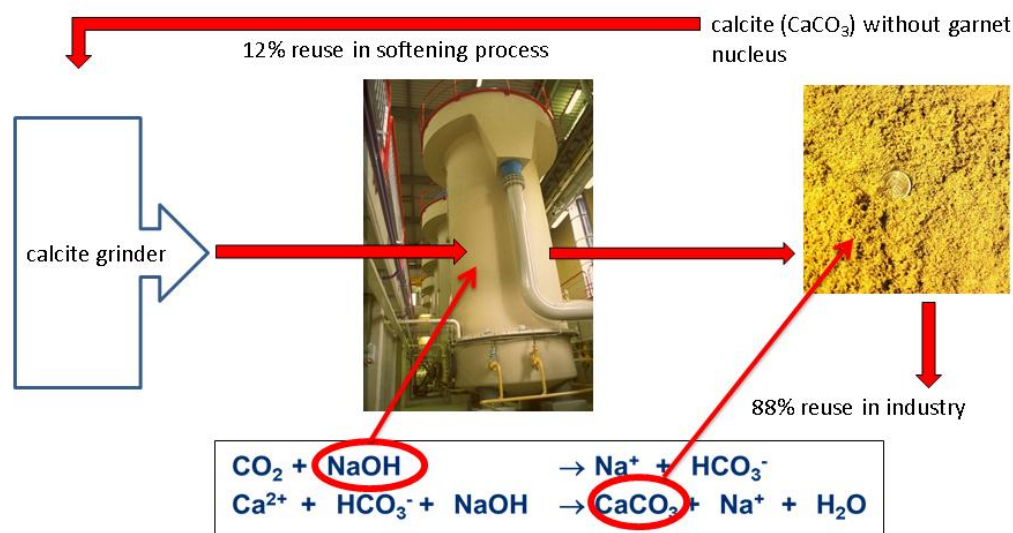 calcite (CaCO₃) without garnet
nucleus
12% reuse in softening process
calcite grinder
88% reuse in industry
CO₂ + NaOH → Na⁺ + HCO₃⁻
Ca²⁺ + HCO₃⁻ + NaOH → CaCO₃ + Na⁺ + H₂O